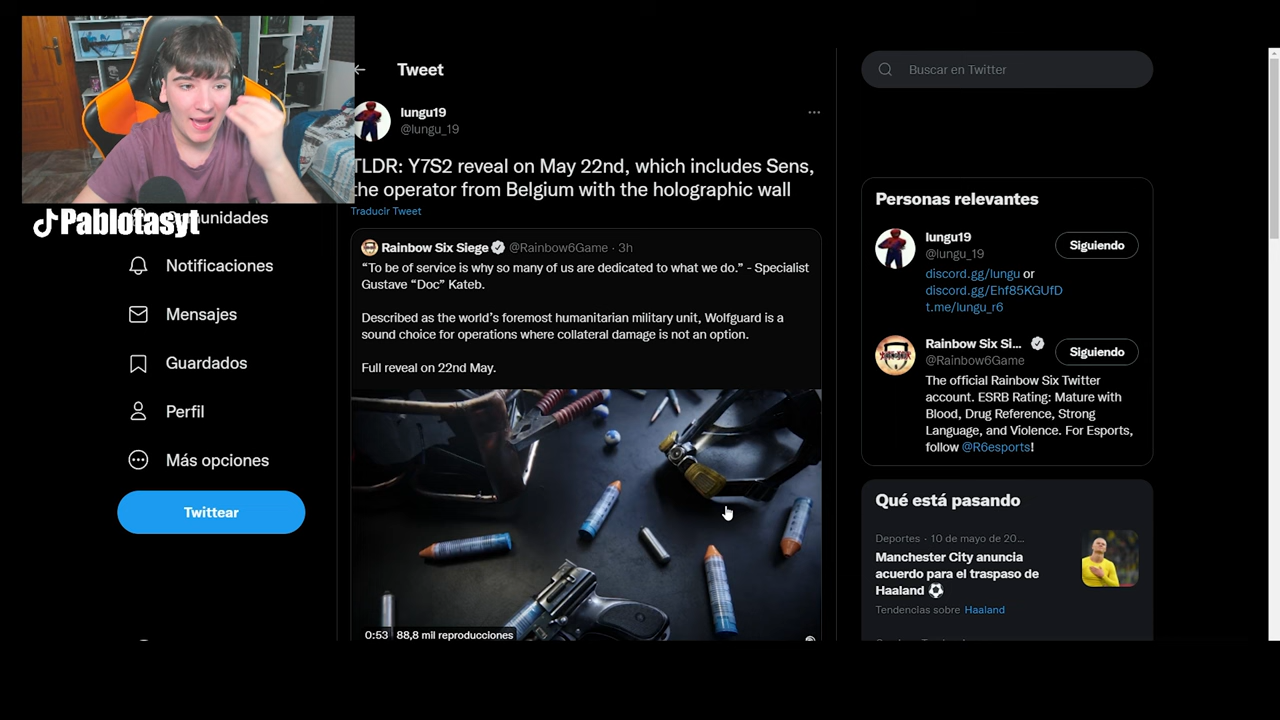 Tweet
lungu19
@lungu_19
TLDR: Y7S2 reveal on May 22nd, which includes Sens,
the operator from Belgium with the holographic wall
Traducir Tweet
Rainbow Six Siege @Rainbow6Game · 3h
“To be of service is why so many of us are dedicated to what we do.” - Specialist
Gustave “Doc” Kateb.
Described as the world’s foremost humanitarian military unit, Wolfguard is a
sound choice for operations where collateral damage is not an option.
Full reveal on 22nd May.
0:53 88,8 mil reproducciones
Pablotasyt
Notificaciones
Mensajes
Guardados
Perfil
Más opciones
Twittear
Buscar en Twitter
Personas relevantes
lungu19
@lungu_19
Siguiendo
discord.gg/lungu or
discord.gg/Ehf85KGUfD
t.me/lungu_r6
Rainbow Six Si...
@Rainbow6Game
Siguiendo
The official Rainbow Six Twitter
account. ESRB Rating: Mature with
Blood, Drug Reference, Strong
Language, and Violence. For Esports,
follow @R6esports!
Qué está pasando
Deportes · 10 de mayo de 20...
Manchester City anuncia
acuerdo para el traspaso de
Haaland
Tendencias sobre Haaland